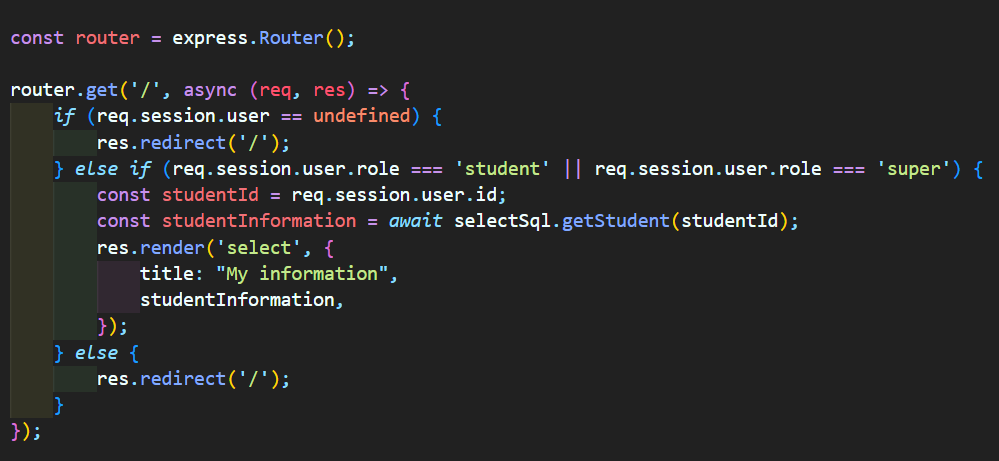 const router = express.Router();
router.get('/', async (req, res) => {
if (req.session.user == undefined) {
res.redirect('/');
} else if (req.session.user.role === 'student' || req.session.user.role === 'super') {
const studentId = req.session.user.id;
const studentInformation = await selectSql.getStudent(studentId);
res.render('select', {
title: "My information",
studentInformation,
});
} else {
res.redirect('/');
}
});